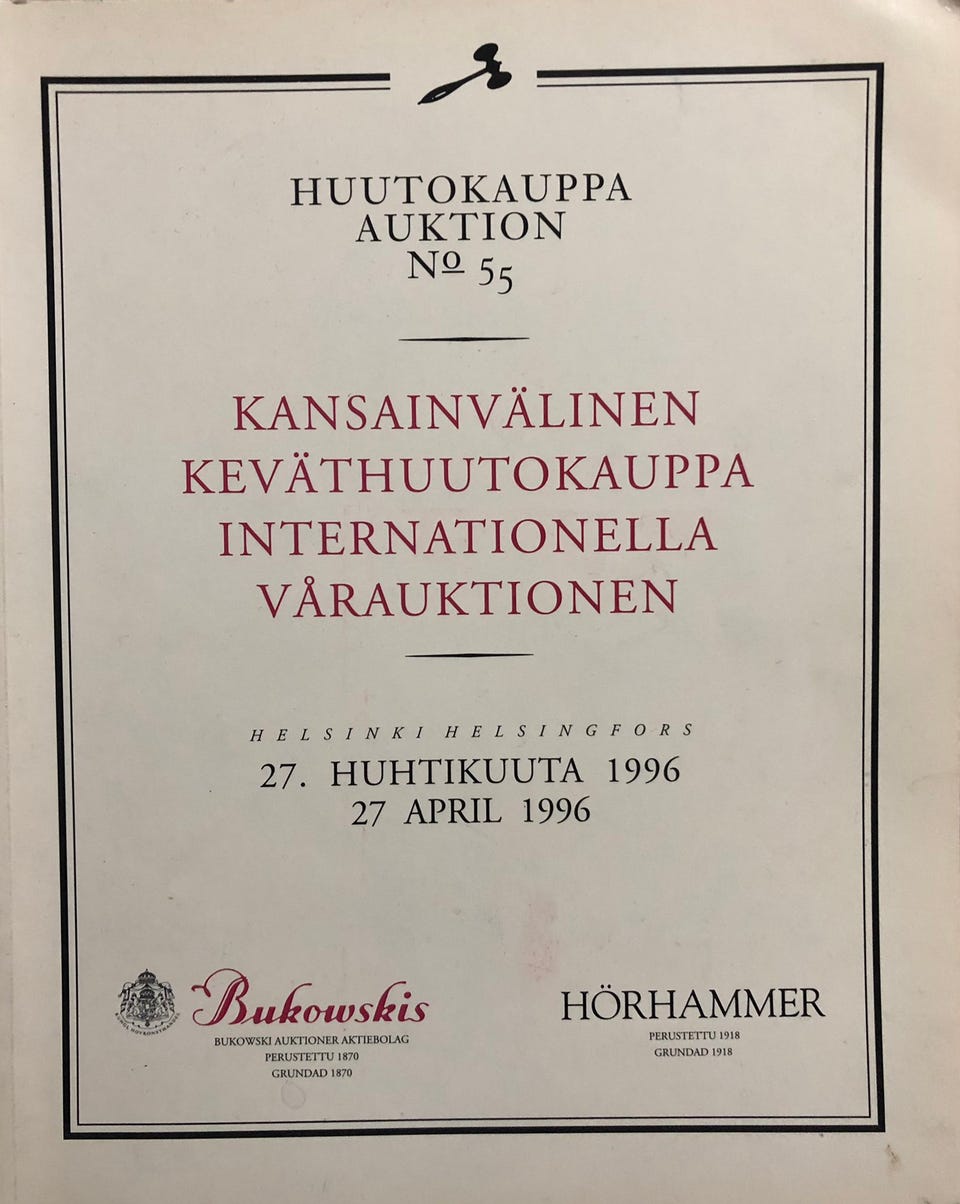 HUUTOKAUPPA
AUKTION
Nº 55
KANSAINVÄLINEN
KEVÄTHUUTOKAUPPA
INTERNATIONELLA
VÅRAUKTIONEN
HELSINKI HELSINGFORS
27. HUHTIKUUTA 1996
27 APRIL 1996
Bukowskis
BUKOWSKI AUKTIONER AKTIEBOLAG
PERUSTETTU 1870
GRUNDAD 1870
HÖRHAMMER
PERUSTETTU 1918
GRUNDAD 1918